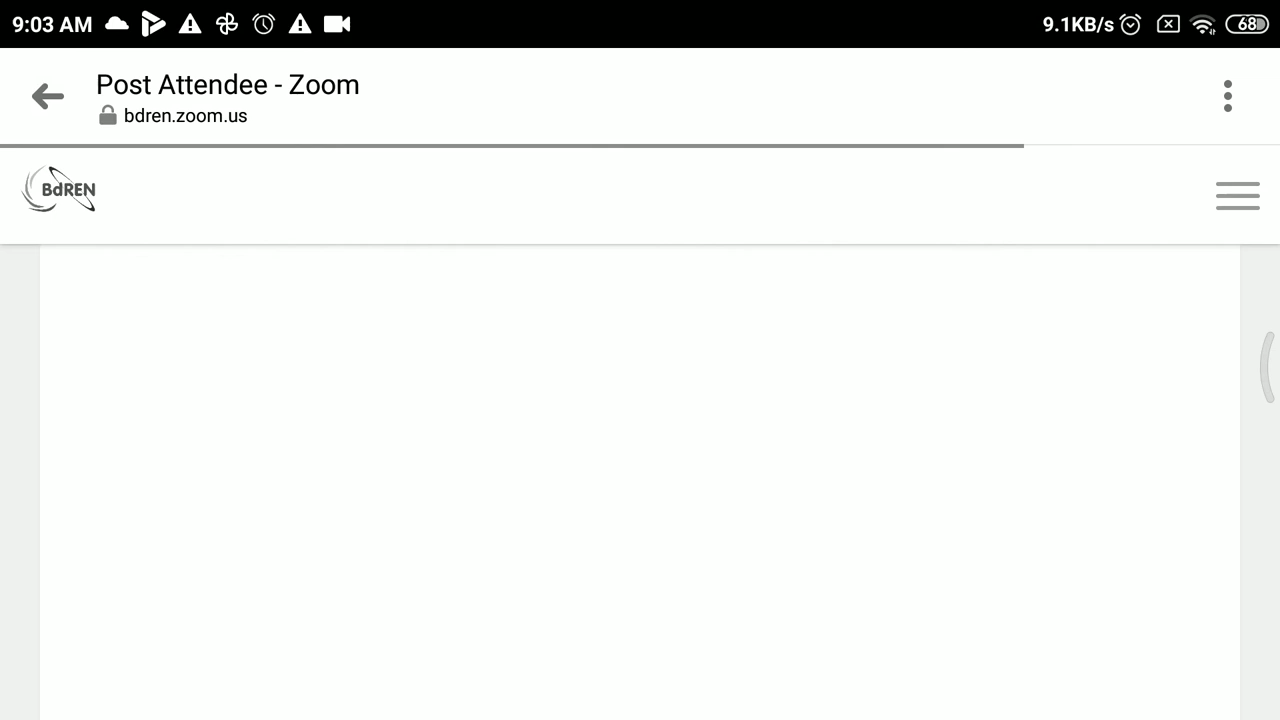 9:03 AM
9.1KB/s
68
Post Attendee - Zoom
bdren.zoom.us
BdREN